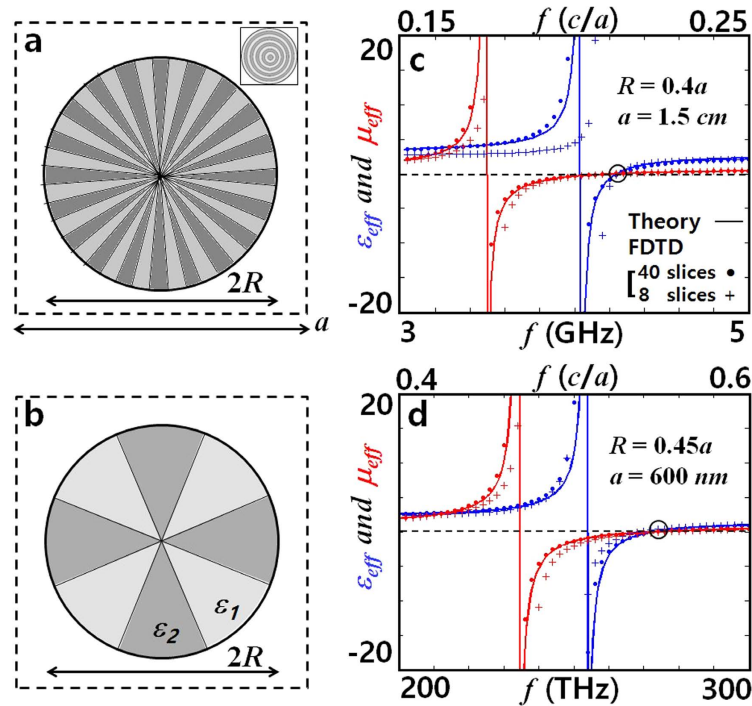 a
2R
a
b
ε1
ε2
2R
0.15 f (c/a) 0.25
20
c
R = 0.4a
a = 1.5 cm
εeff and μeff
Theory —
FDTD
[ 40 slices •
8 slices +
-20
3 f (GHz) 5
0.4 f (c/a) 0.6
20
d
R = 0.45a
a = 600 nm
εeff and μeff
-20
200 f (THz) 300